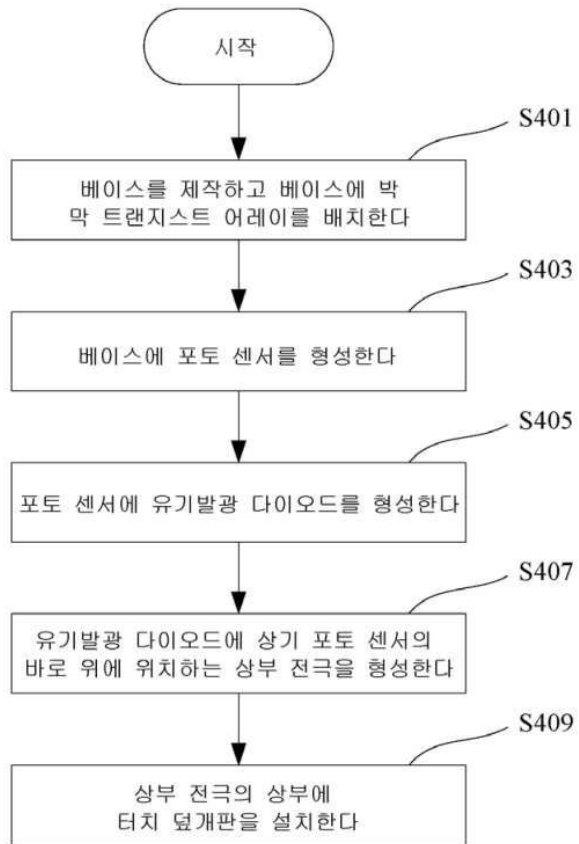 시작
S401
베이스를 제작하고 베이스에 박
막 트랜지스트 어레이를 배치한다
S403
베이스에 포토 센서를 형성한다
S405
포토 센서에 유기발광 다이오드를 형성한다
S407
유기발광 다이오드에 상기 포토 센서의
바로 위에 위치하는 상부 전극을 형성한다
S409
상부 전극의 상부에
터치 덮개판을 설치한다